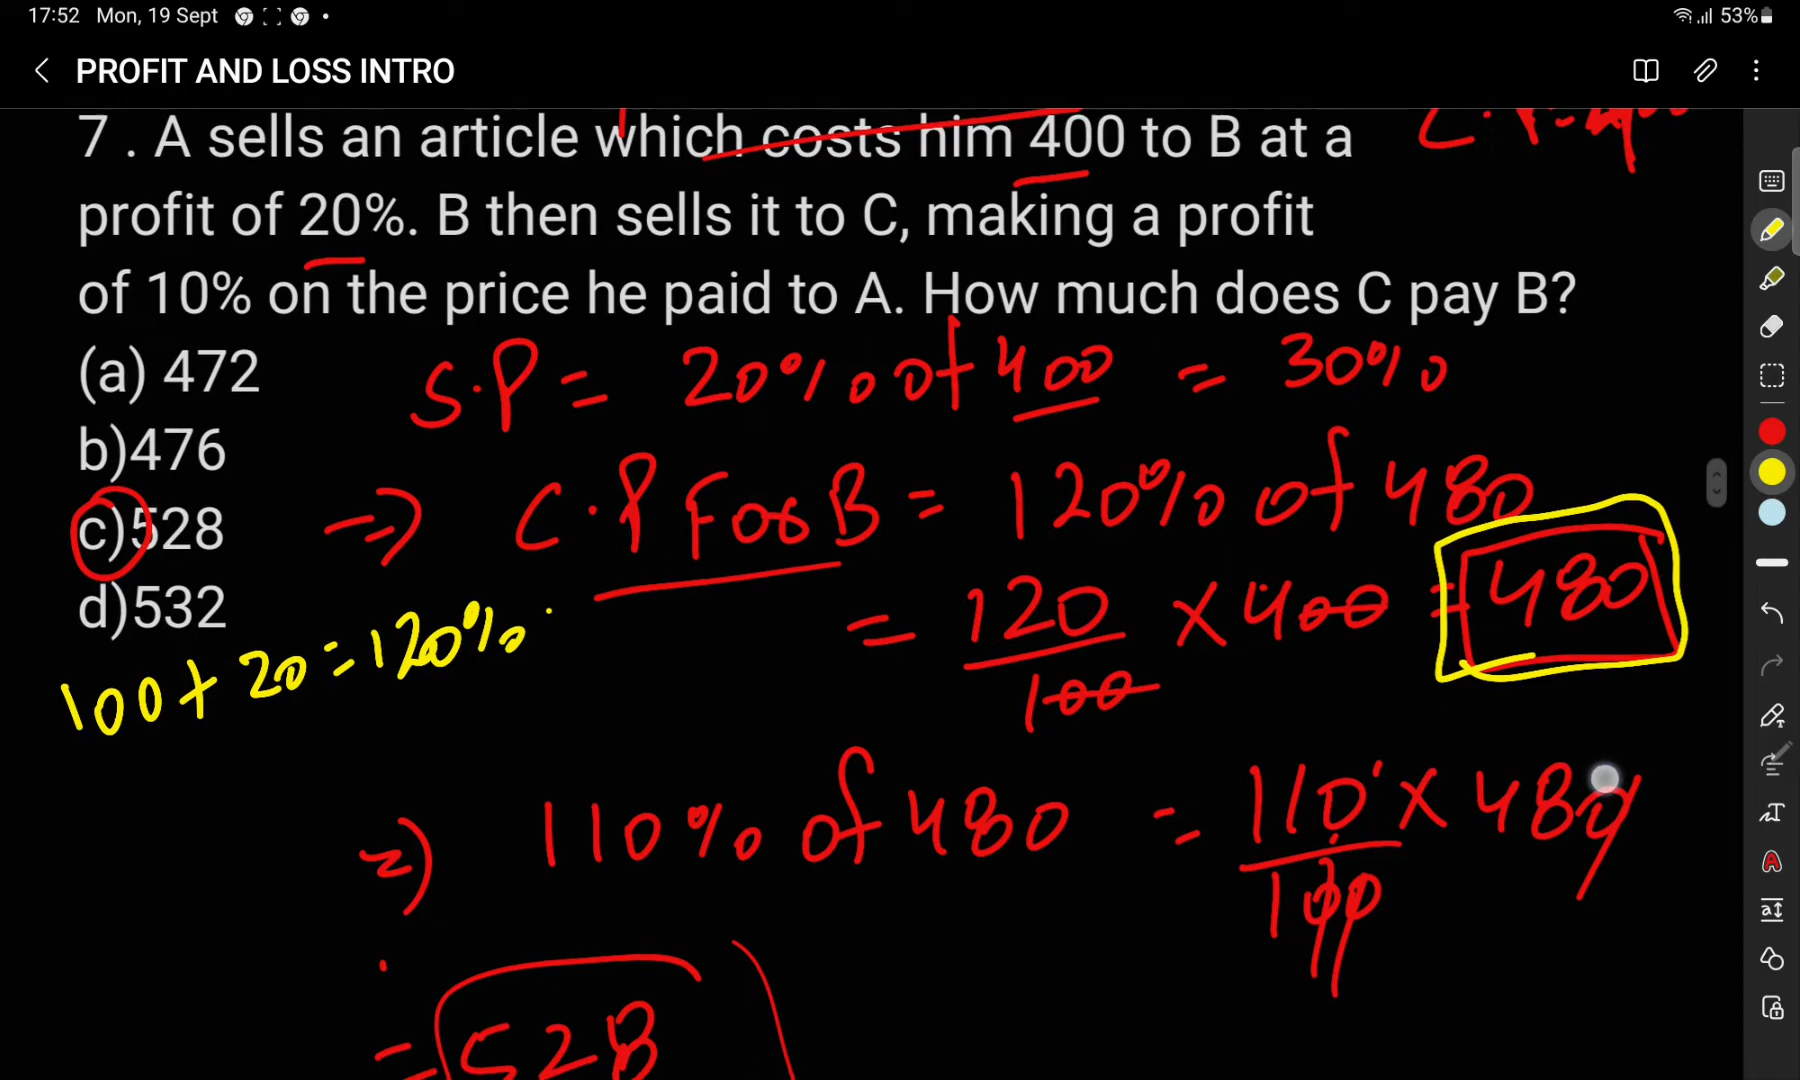 17:52 Mon, 19 Sept
53%
PROFIT AND LOSS INTRO
7 . A sells an article which costs him 400 to B at a
profit of 20%. B then sells it to C, making a profit
of 10% on the price he paid to A. How much does C pay B?
(a) 472
S.P = 20% of 400 = 30%
b)476
=> C.P For B = 120% of 480
c)528
= 120/100 × 400 = 480
d)532
100 + 20 = 120%
=> 110% of 480 = 110/100 × 480
= 528